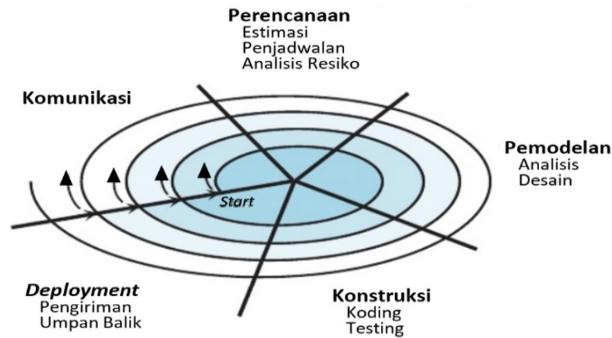 Perencanaan
Estimasi
Penjadwalan
Analisis Resiko
Komunikasi
Pemodelan
Analisis
Desain
Start
Deployment
Pengiriman
Umpan Balik
Konstruksi
Koding
Testing